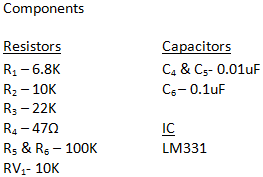 Components
Resistors
R1 – 6.8K
R2 – 10K
R3 – 22K
R4 – 47Ω
R5 & R6 – 100K
RV1- 10K
Capacitors
C4 & C5- 0.01uF
C6 – 0.1uF
IC
LM331